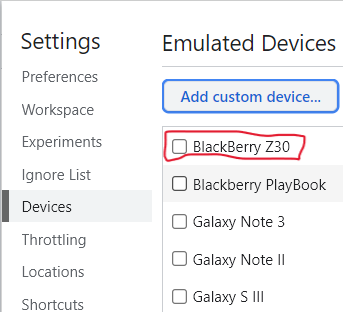 Settings
Preferences
Workspace
Experiments
Ignore List
Devices
Throttling
Locations
Shortcuts
Emulated Devices
Add custom device...
BlackBerry Z30
Blackberry PlayBook
Galaxy Note 3
Galaxy Note II
Galaxy S III